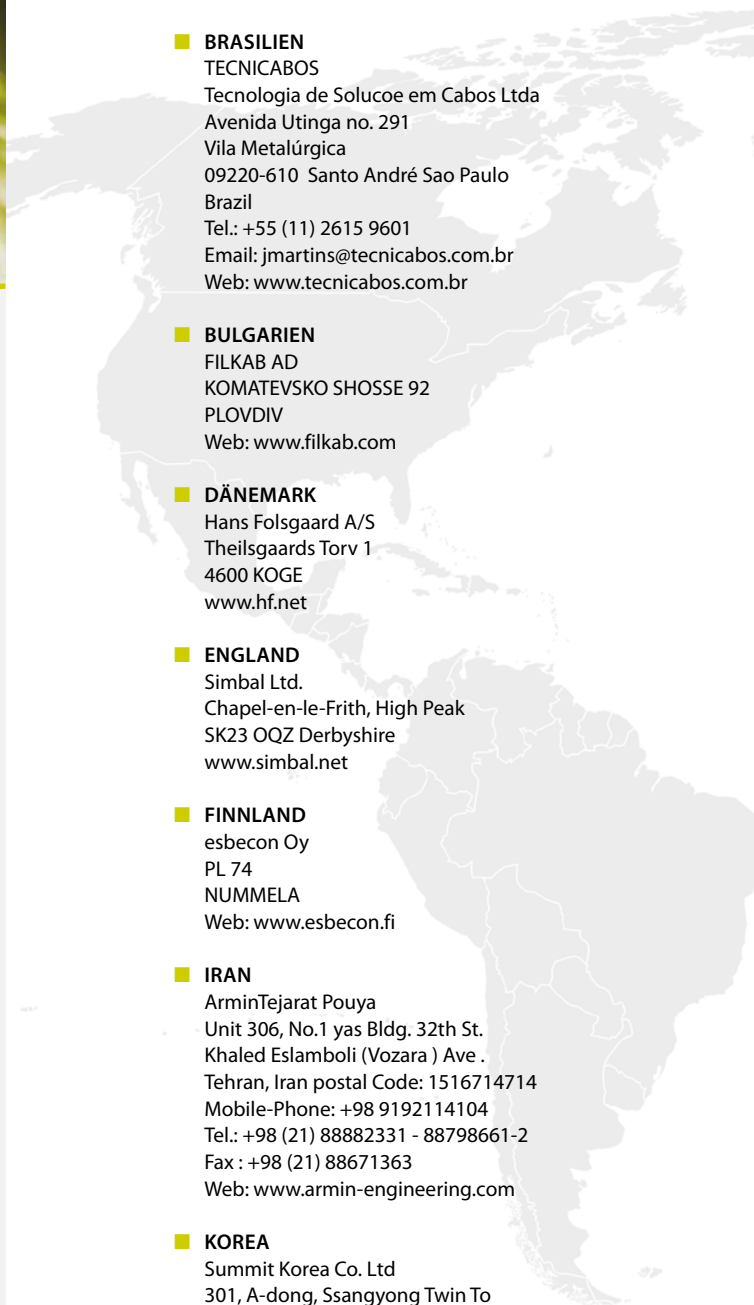 BRASILIEN
TECNICABOS
Tecnologia de Solucoe em Cabos Ltda
Avenida Utinga no. 291
Vila Metalúrgica
09220-610 Santo André Sao Paulo
Brazil
Tel.: +55 (11) 2615 9601
Email: jmartins@tecnicabos.com.br
Web: www.tecnicabos.com.br
BULGARIEN
FILKAB AD
KOMATEVSKO SHOSSE 92
PLOVDIV
Web: www.filkab.com
DÄNEMARK
Hans Folsgaard A/S
Theilsgaards Torv 1
4600 KOGE
www.hf.net
ENGLAND
Simbal Ltd.
Chapel-en-le-Frith, High Peak
SK23 OQZ Derbyshire
www.simbal.net
FINNLAND
esbecon Oy
PL 74
NUMMELA
Web: www.esbecon.fi
IRAN
ArminTejarat Pouya
Unit 306, No.1 yas Bldg. 32th St.
Khaled Eslamboli (Vozara ) Ave .
Tehran, Iran postal Code: 1516714714
Mobile-Phone: +98 9192114104
Tel.: +98 (21) 88882331 - 88798661-2
Fax : +98 (21) 88671363
Web: www.armin-engineering.com
KOREA
Summit Korea Co. Ltd
301, A-dong, Ssangyong Twin To